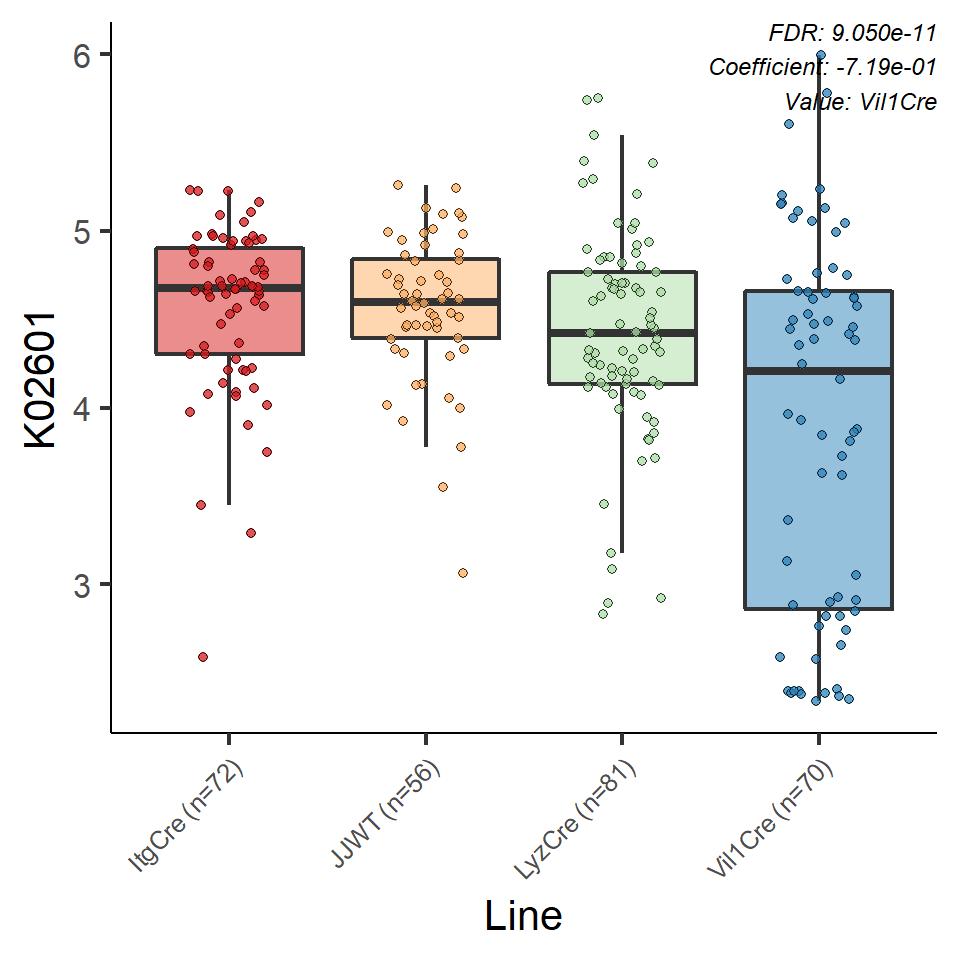 FDR: 9.050e-11
Coefficient: -7.19e-01
Value: Vil1Cre
6
5
4
3
K02601
ItgCre (n=72)
JJWT (n=56)
LyzCre (n=81)
Vil1Cre (n=70)
Line